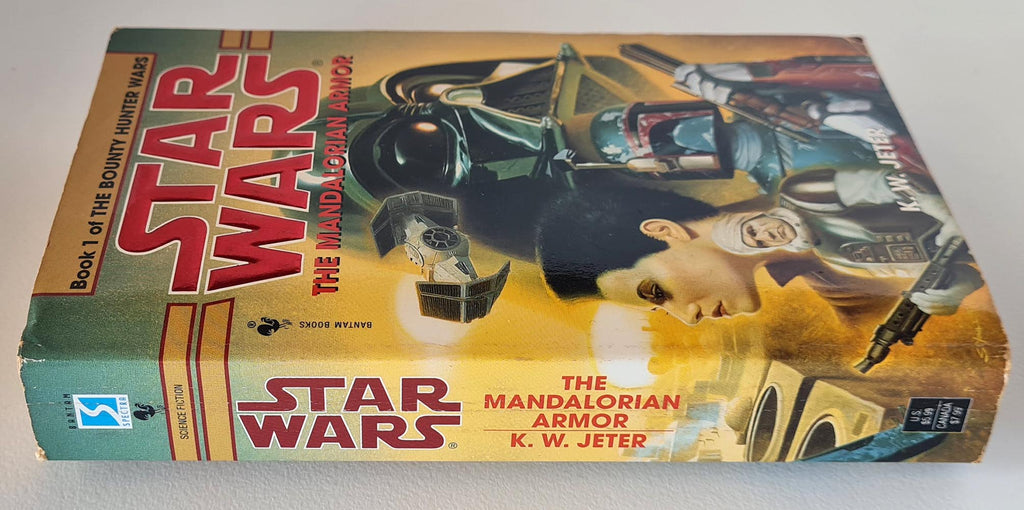 Book 1 of THE BOUNTY HUNTER WARS
STAR
WARS®
THE MANDALORIAN ARMOR
K. W. JETER
BANTAM BOOKS
®
BANTAM
SPECTRA
SCIENCE FICTION
STAR
WARS®
THE
MANDALORIAN
ARMOR
K. W. JETER
U.S.
$5.99
CANADA
$7.99